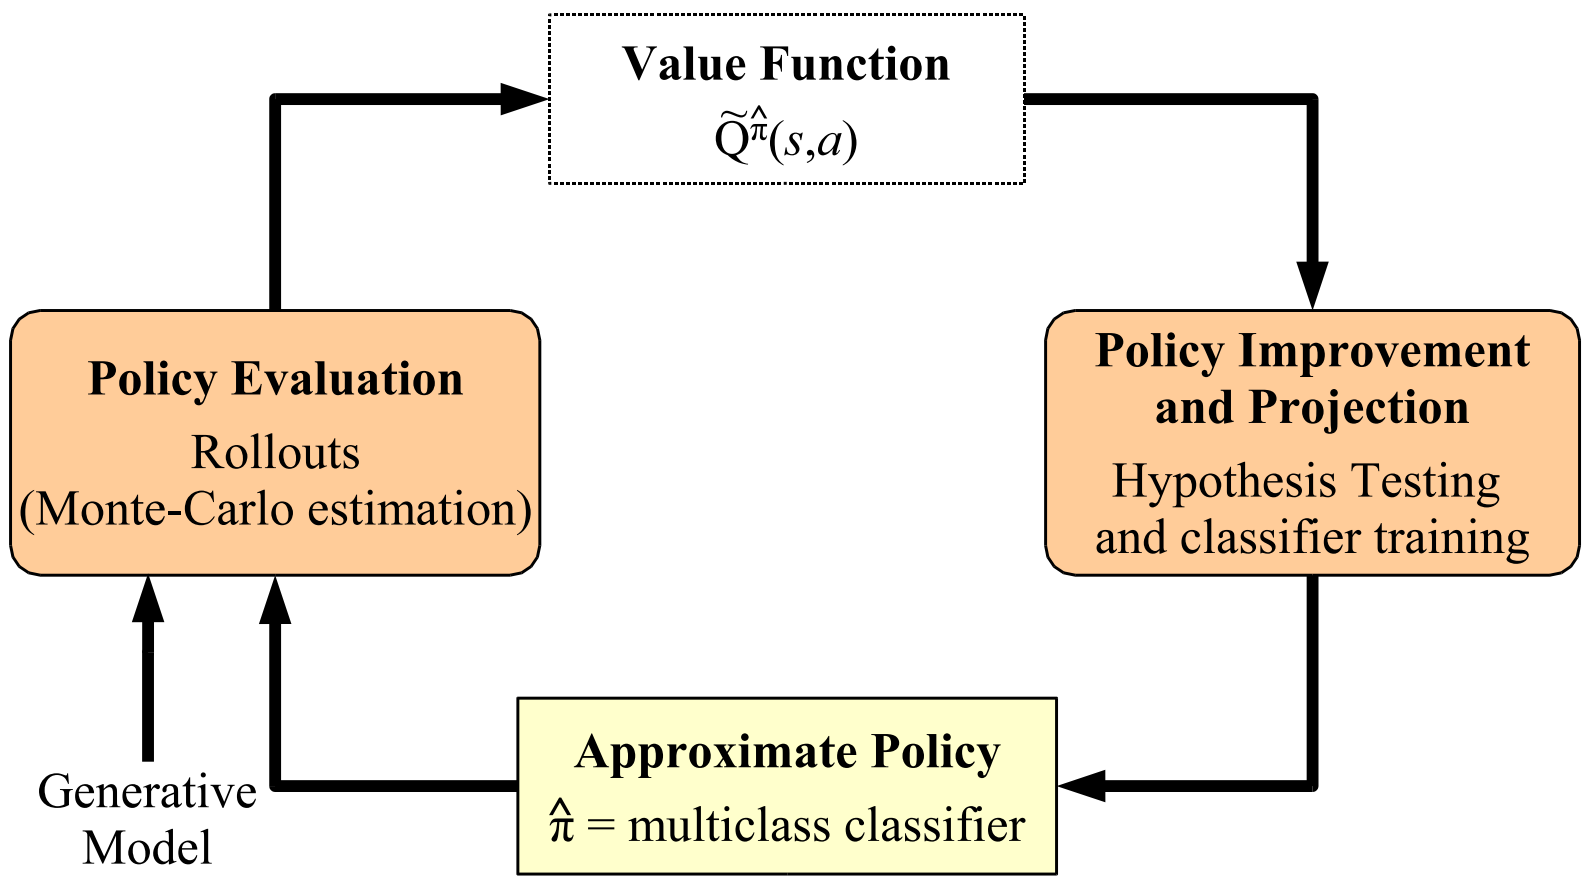 Value Function
Q̃^π̂(s,a)
Policy Evaluation
Rollouts
(Monte-Carlo estimation)
Policy Improvement
and Projection
Hypothesis Testing
and classifier training
Approximate Policy
π̂ = multiclass classifier
Generative
Model